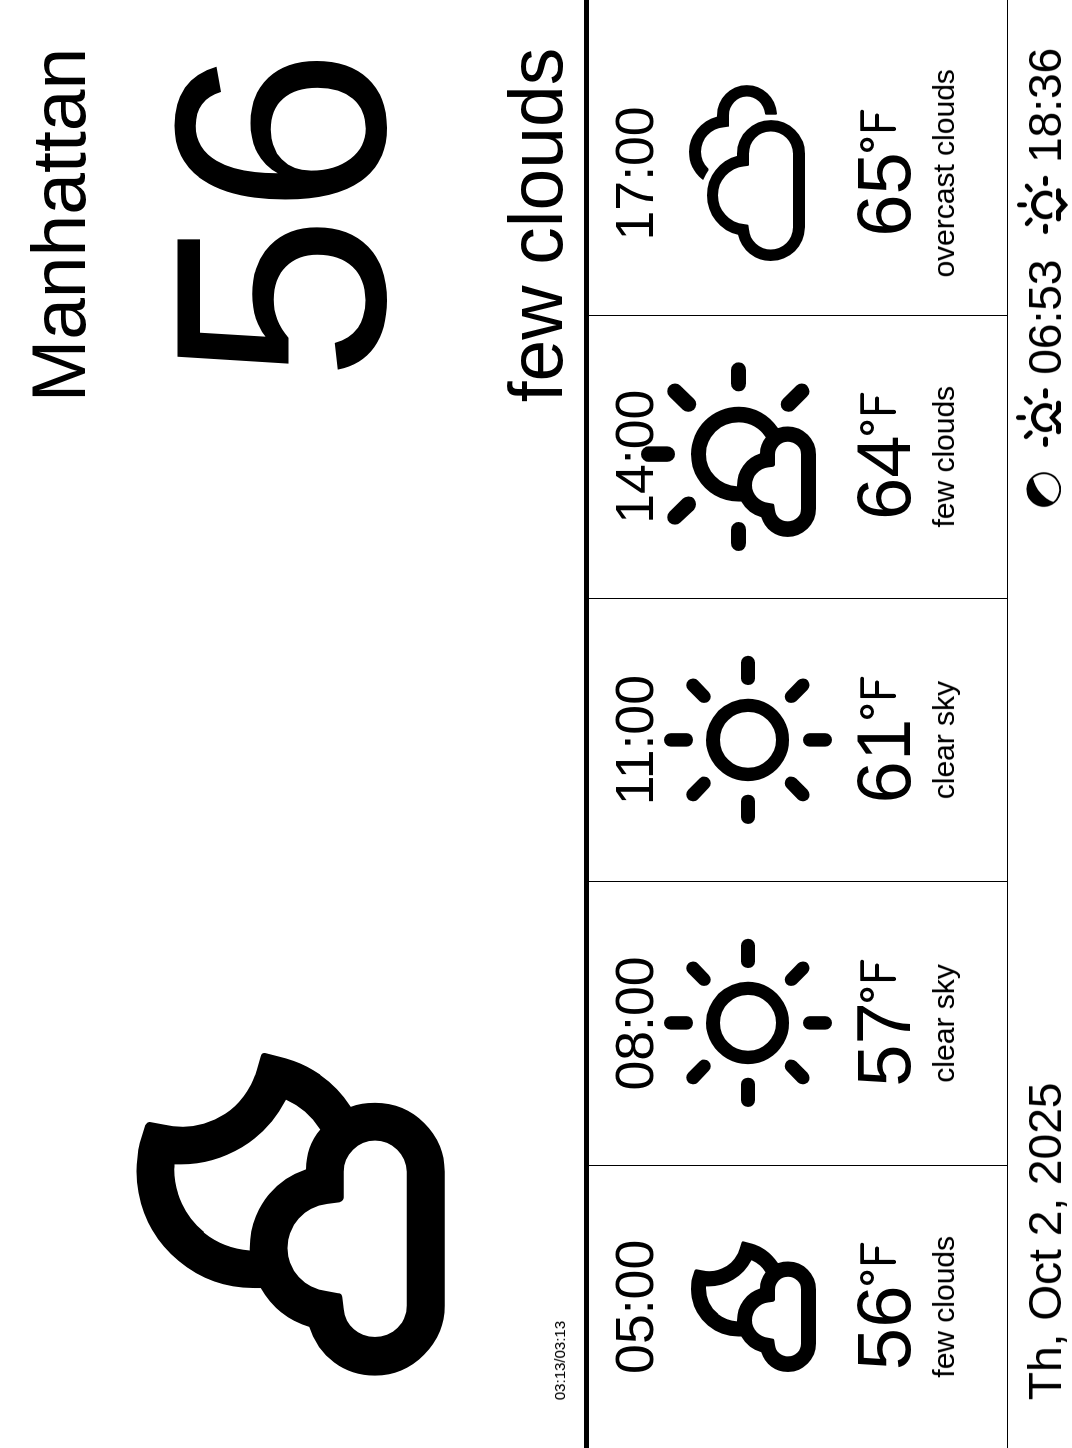 Manhattan
56
few clouds
03:13/03:13
05:00
56°F
few clouds
08:00
57°F
clear sky
11:00
61°F
clear sky
14:00
64°F
few clouds
17:00
65°F
overcast clouds
Th, Oct 2, 2025
06:53
18:36